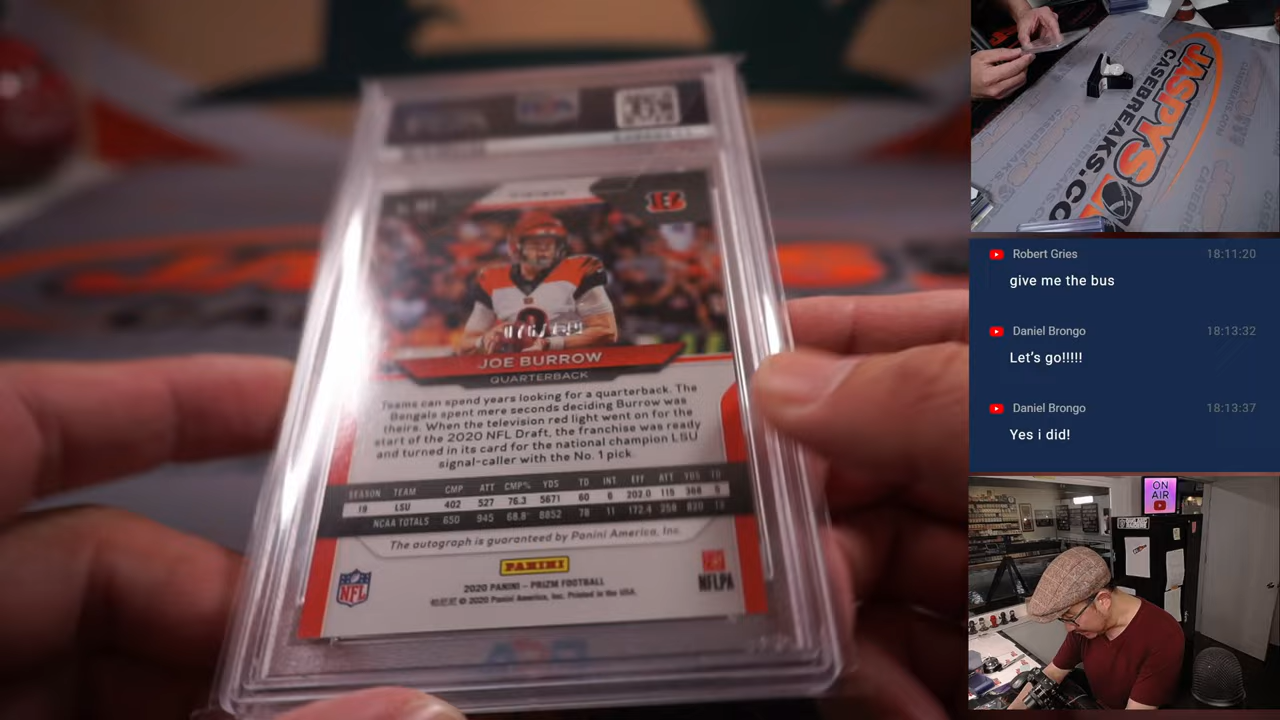 JOE BURROW
QUARTERBACK
Teams can spend years looking for a quarterback. The
Bengals spent mere seconds deciding Burrow was
theirs. When the television red light went on for the
start of the 2020 NFL Draft, the franchise was ready
and turned in its card for the national champion LSU
signal-caller with the No. 1 pick.
SEASON TEAM CMP ATT CMP% YDS TD INT EFF ATT YDS TD
19 LSU 402 527 76.3 5671 60 6 202.0 115 368 5
NCAA TOTALS 650 945 68.8 8852 78 11 172.4
The autograph is guaranteed by Panini America, Inc.
PANINI
NFL
2020 PANINI – PRIZM FOOTBALL
© 2020 Panini America, Inc. Printed in the USA.
NFLPA
JASPYS
CASEBREAKS.CO
Robert Gries 18:11:20
give me the bus
Daniel Brongo 18:13:32
Let's go!!!!!
Daniel Brongo 18:13:37
Yes i did!
ON
AIR